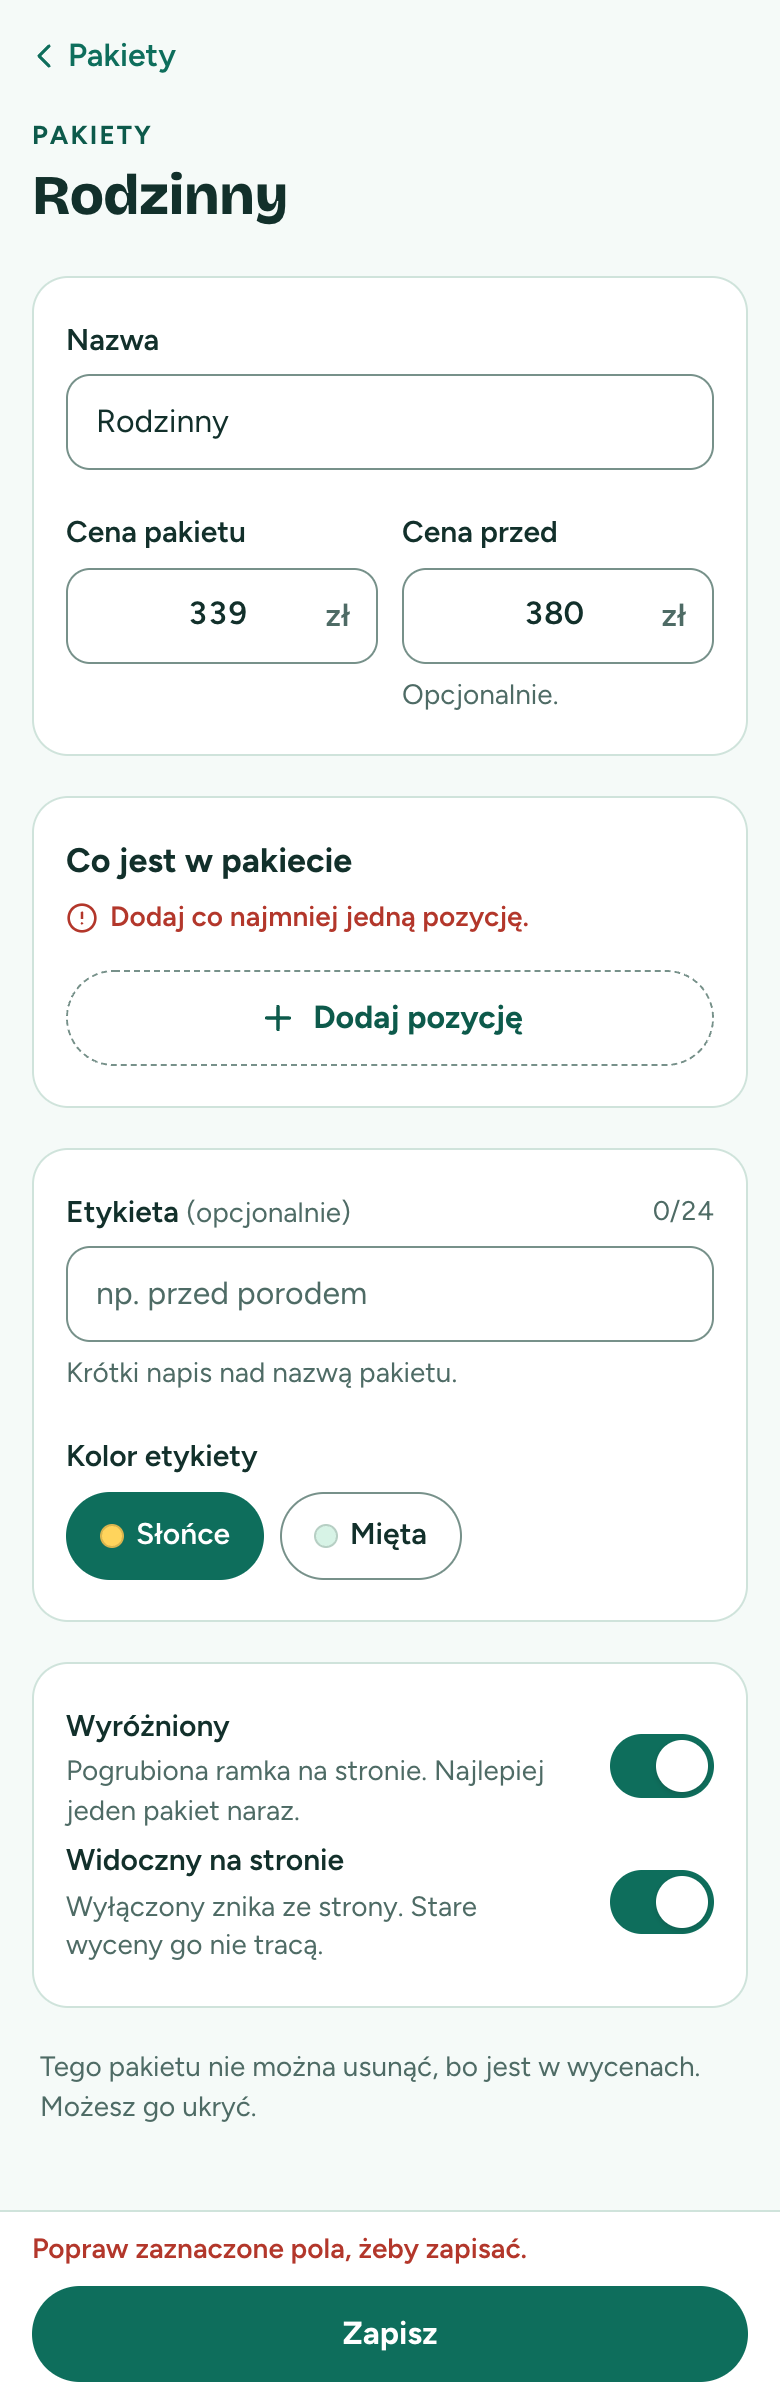 Pakiety
PAKIETY
Rodzinny
Nazwa
Rodzinny
Cena pakietu
Cena przed
339 zł
380 zł
Opcjonalnie.
Co jest w pakiecie
Dodaj co najmniej jedną pozycję.
Dodaj pozycję
Etykieta (opcjonalnie) 0/24
np. przed porodem
Krótki napis nad nazwą pakietu.
Kolor etykiety
Słońce
Mięta
Wyróżniony
Pogrubiona ramka na stronie. Najlepiej
jeden pakiet naraz.
Widoczny na stronie
Wyłączony znika ze strony. Stare
wyceny go nie tracą.
Tego pakietu nie można usunąć, bo jest w wycenach.
Możesz go ukryć.
Popraw zaznaczone pola, żeby zapisać.
Zapisz